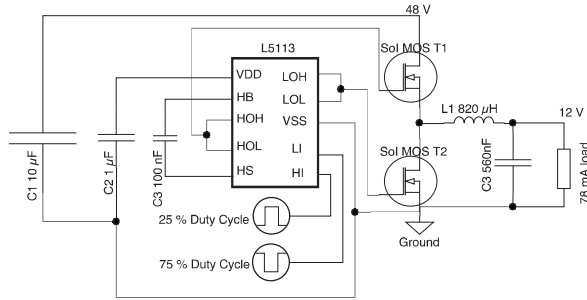 48 V
SoI MOS T1
L5113
VDD
HB
HOH
HOL
HS
LOH
LOL
VSS
LI
HI
C1 10 µF
C2 1 µF
C3 100 nF
L1 820 µH
12 V
C3 560nF
78 mA load
SoI MOS T2
25 % Duty Cycle
75 % Duty Cycle
Ground